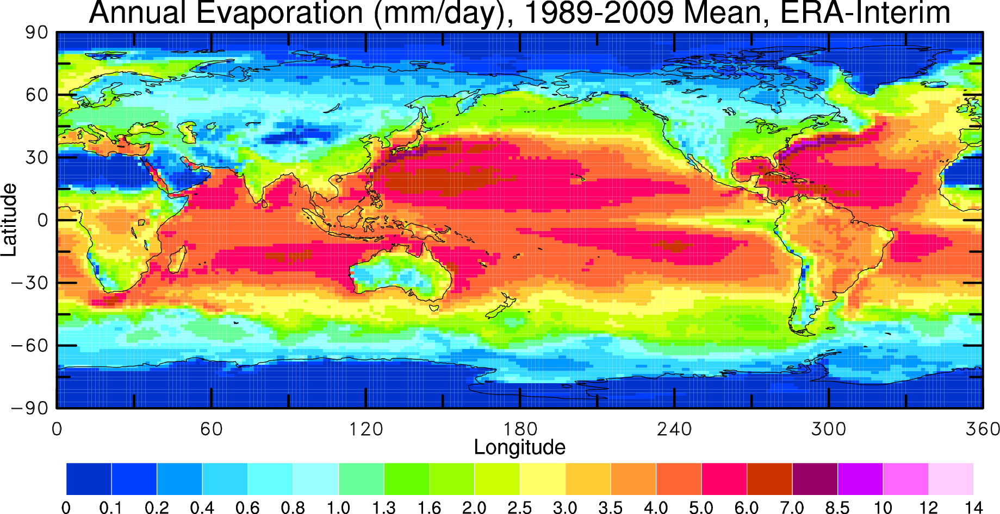 Annual Evaporation (mm/day), 1989-2009 Mean, ERA-Interim
90
60
30
0
−30
−60
−90
Latitude
0 60 120 180 240 300 360
Longitude
0 0.1 0.2 0.4 0.6 0.8 1.0 1.3 1.6 2.0 2.5 3.0 3.5 4.0 5.0 6.0 7.0 8.5 10 12 14